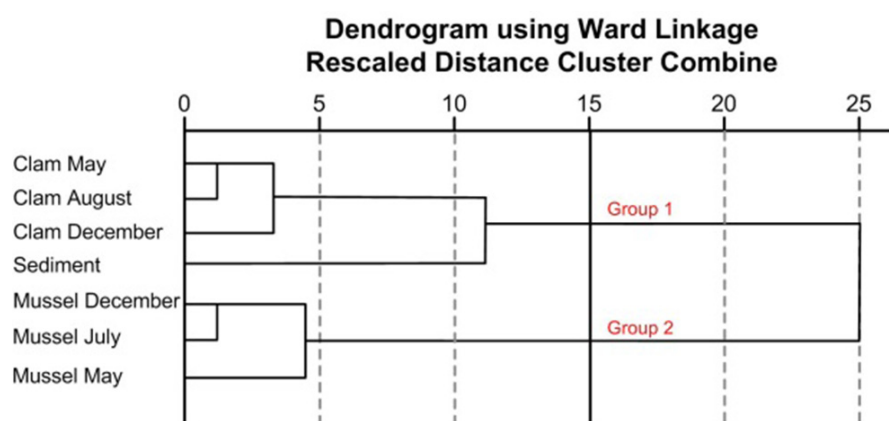 Dendrogram using Ward Linkage
Rescaled Distance Cluster Combine
0 5 10 15 20 25
Clam May
Clam August
Clam December
Sediment
Mussel December
Mussel July
Mussel May
Group 1
Group 2